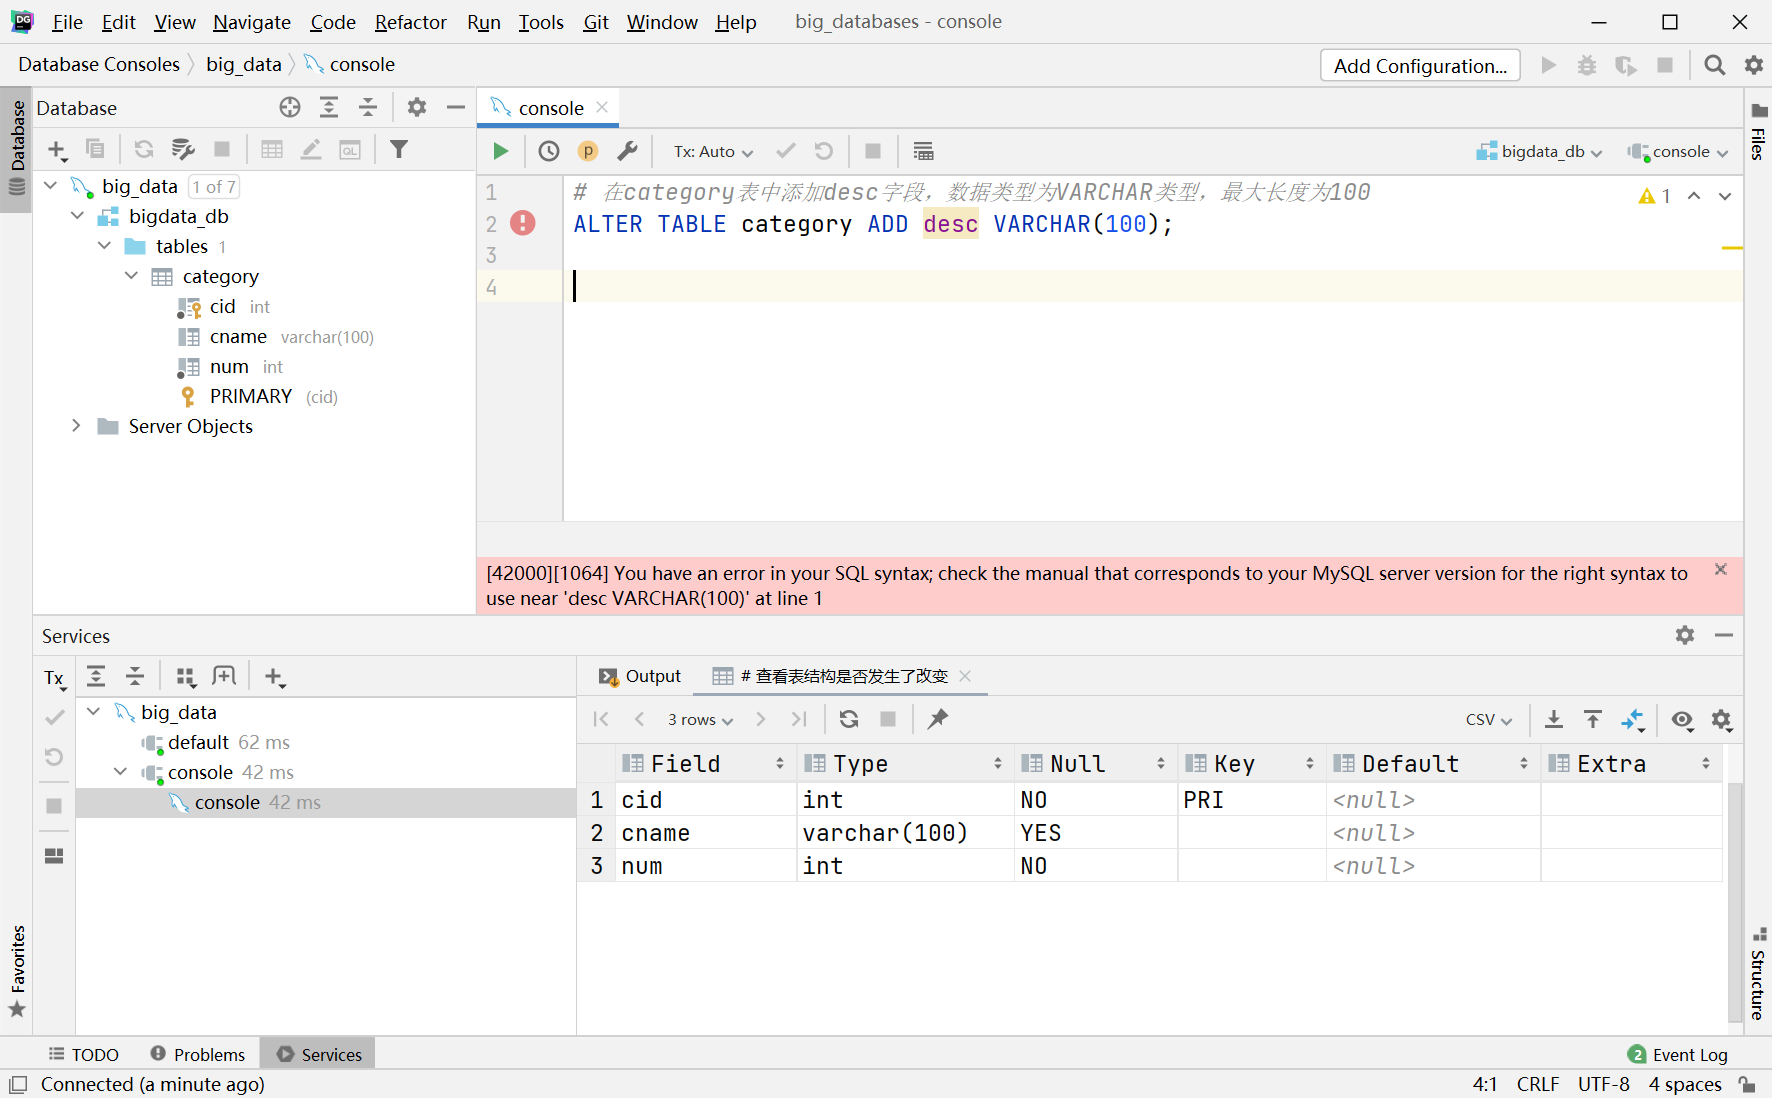 File Edit View Navigate Code Refactor Run Tools Git Window Help big_databases - console
Database Consoles big_data console Add Configuration...
Database
Database
1 of 7
big_data
bigdata_db
tables 1
category
cid int
cname varchar(100)
num int
PRIMARY (cid)
Server Objects
console
Tx: Auto
bigdata_db
console
1 # 在category表中添加desc字段，数据类型为VARCHAR类型，最大长度为100
2 ALTER TABLE category ADD desc VARCHAR(100);
3
4
1
Files
[42000][1064] You have an error in your SQL syntax; check the manual that corresponds to your MySQL server version for the right syntax to
use near 'desc VARCHAR(100)' at line 1
Services
Tx
big_data
default 62 ms
console 42 ms
console 42 ms
Output # 查看表结构是否发生了改变
3 rows CSV
Field Type Null Key Default Extra
1 cid int NO PRI <null>
2 cname varchar(100) YES <null>
3 num int NO <null>
Favorites
Structure
TODO Problems Services 2 Event Log
Connected (a minute ago) 4:1 CRLF UTF-8 4 spaces